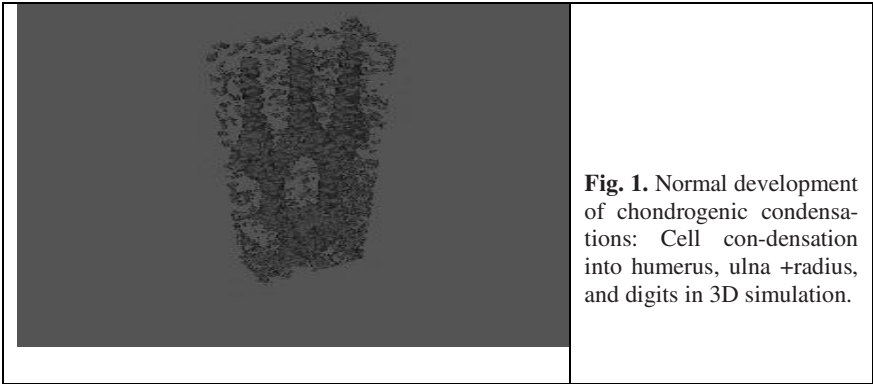 Fig. 1. Normal development
of chondrogenic condensa-
tions: Cell con-densation
into humerus, ulna +radius,
and digits in 3D simulation.